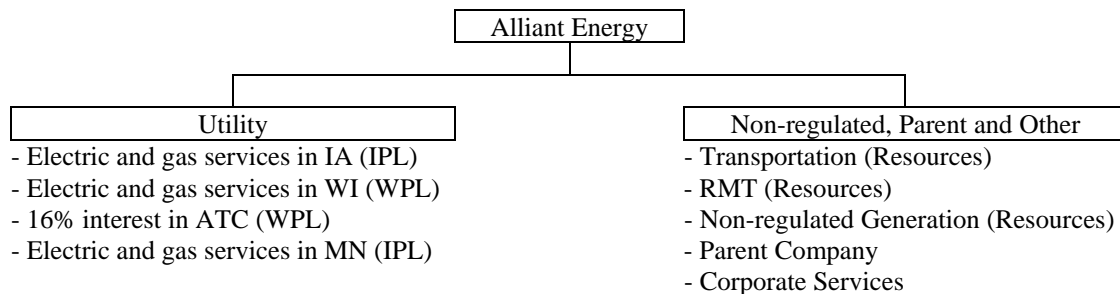 Alliant Energy
Utility
- Electric and gas services in IA (IPL)
- Electric and gas services in WI (WPL)
- 16% interest in ATC (WPL)
- Electric and gas services in MN (IPL)
Non-regulated, Parent and Other
- Transportation (Resources)
- RMT (Resources)
- Non-regulated Generation (Resources)
- Parent Company
- Corporate Services